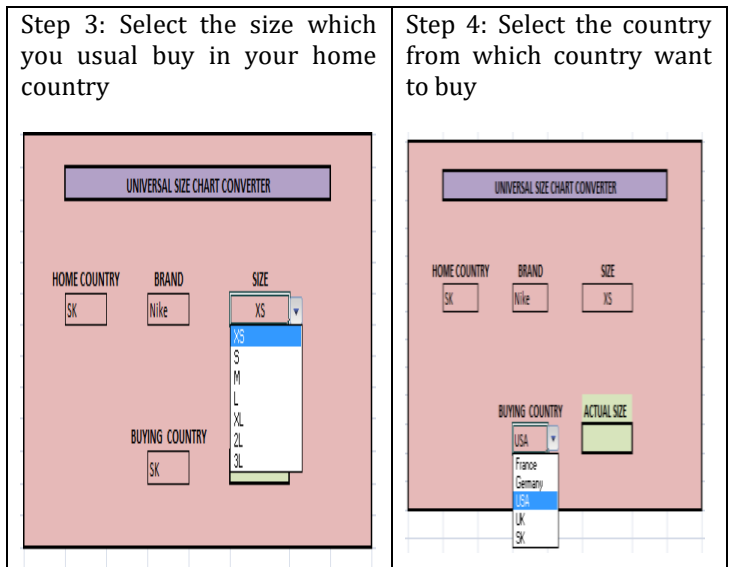 Step 3: Select the size which
you usual buy in your home
country
UNIVERSAL SIZE CHART CONVERTER
HOME COUNTRY BRAND SIZE
SK Nike XS
XS
S
M
L
XL
2L
3L
BUYING COUNTRY
SK
Step 4: Select the country
from which country want
to buy
UNIVERSAL SIZE CHART CONVERTER
HOME COUNTRY BRAND SIZE
SK Nike XS
BUYING COUNTRY ACTUAL SIZE
USA
France
Germany
USA
UK
SK